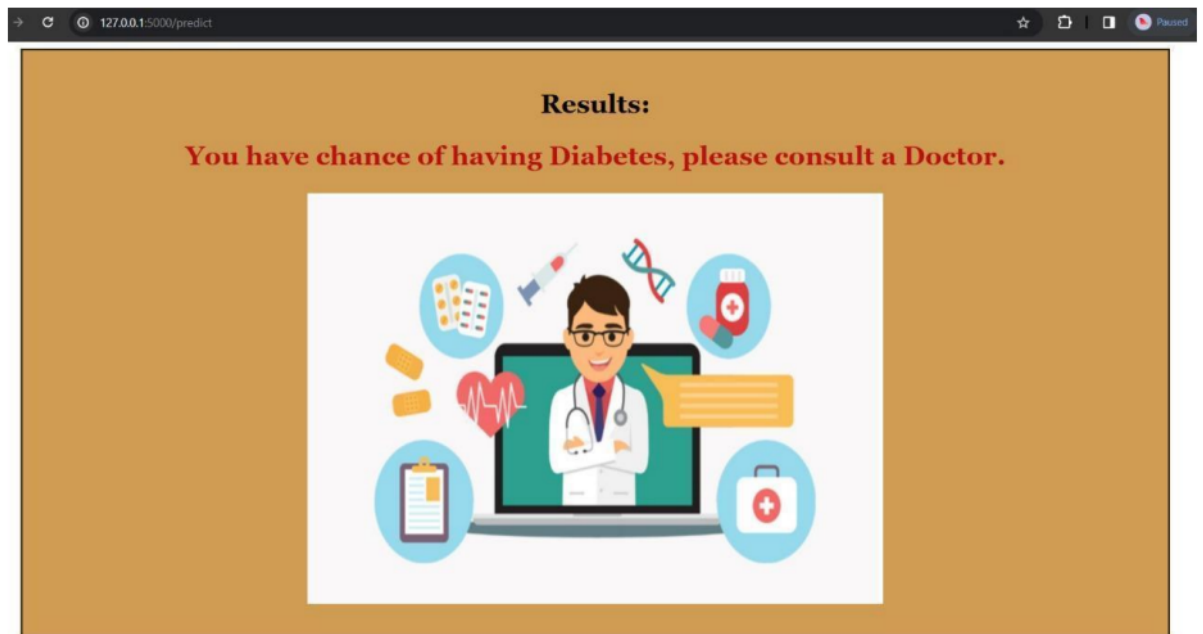 127.0.0.1:5000/predict
Paused
Results:
You have chance of having Diabetes, please consult a Doctor.